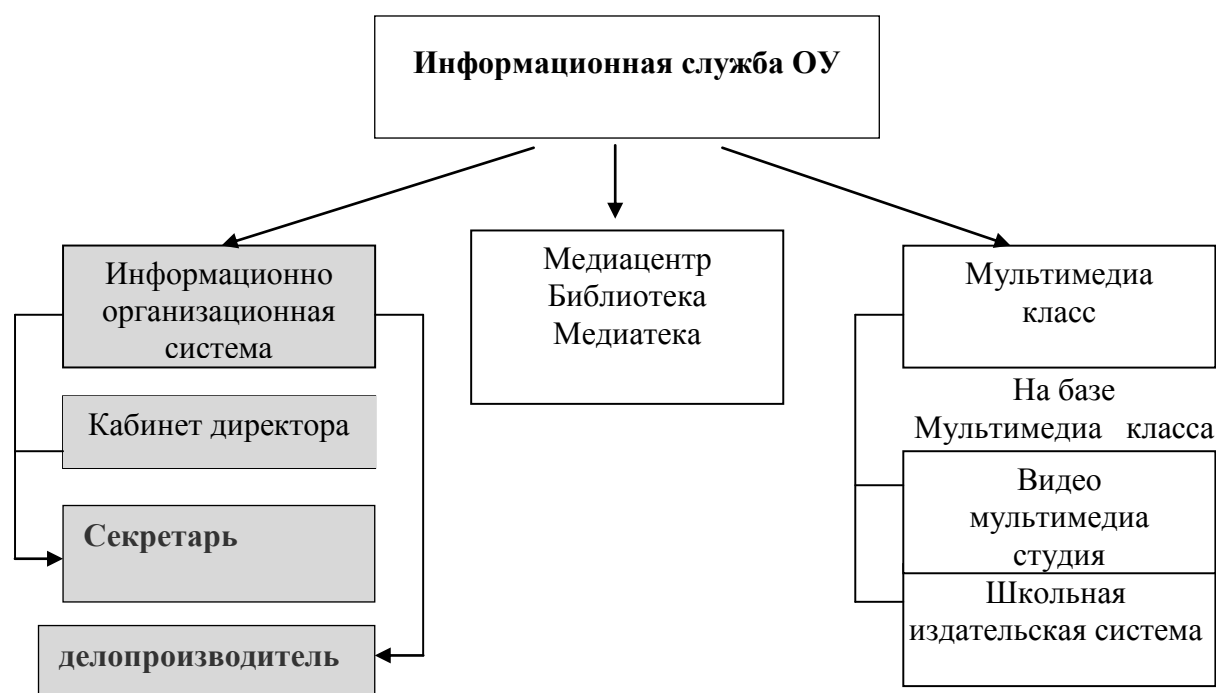 Информационная служба ОУ
Информационно
организационная
система
Кабинет директора
Секретарь
делопроизводитель
Медиацентр
Библиотека
Медиатека
Мультимедиа
класс
На базе
Мультимедиа класса
Видео
мультимедиа
студия
Школьная
издательская система